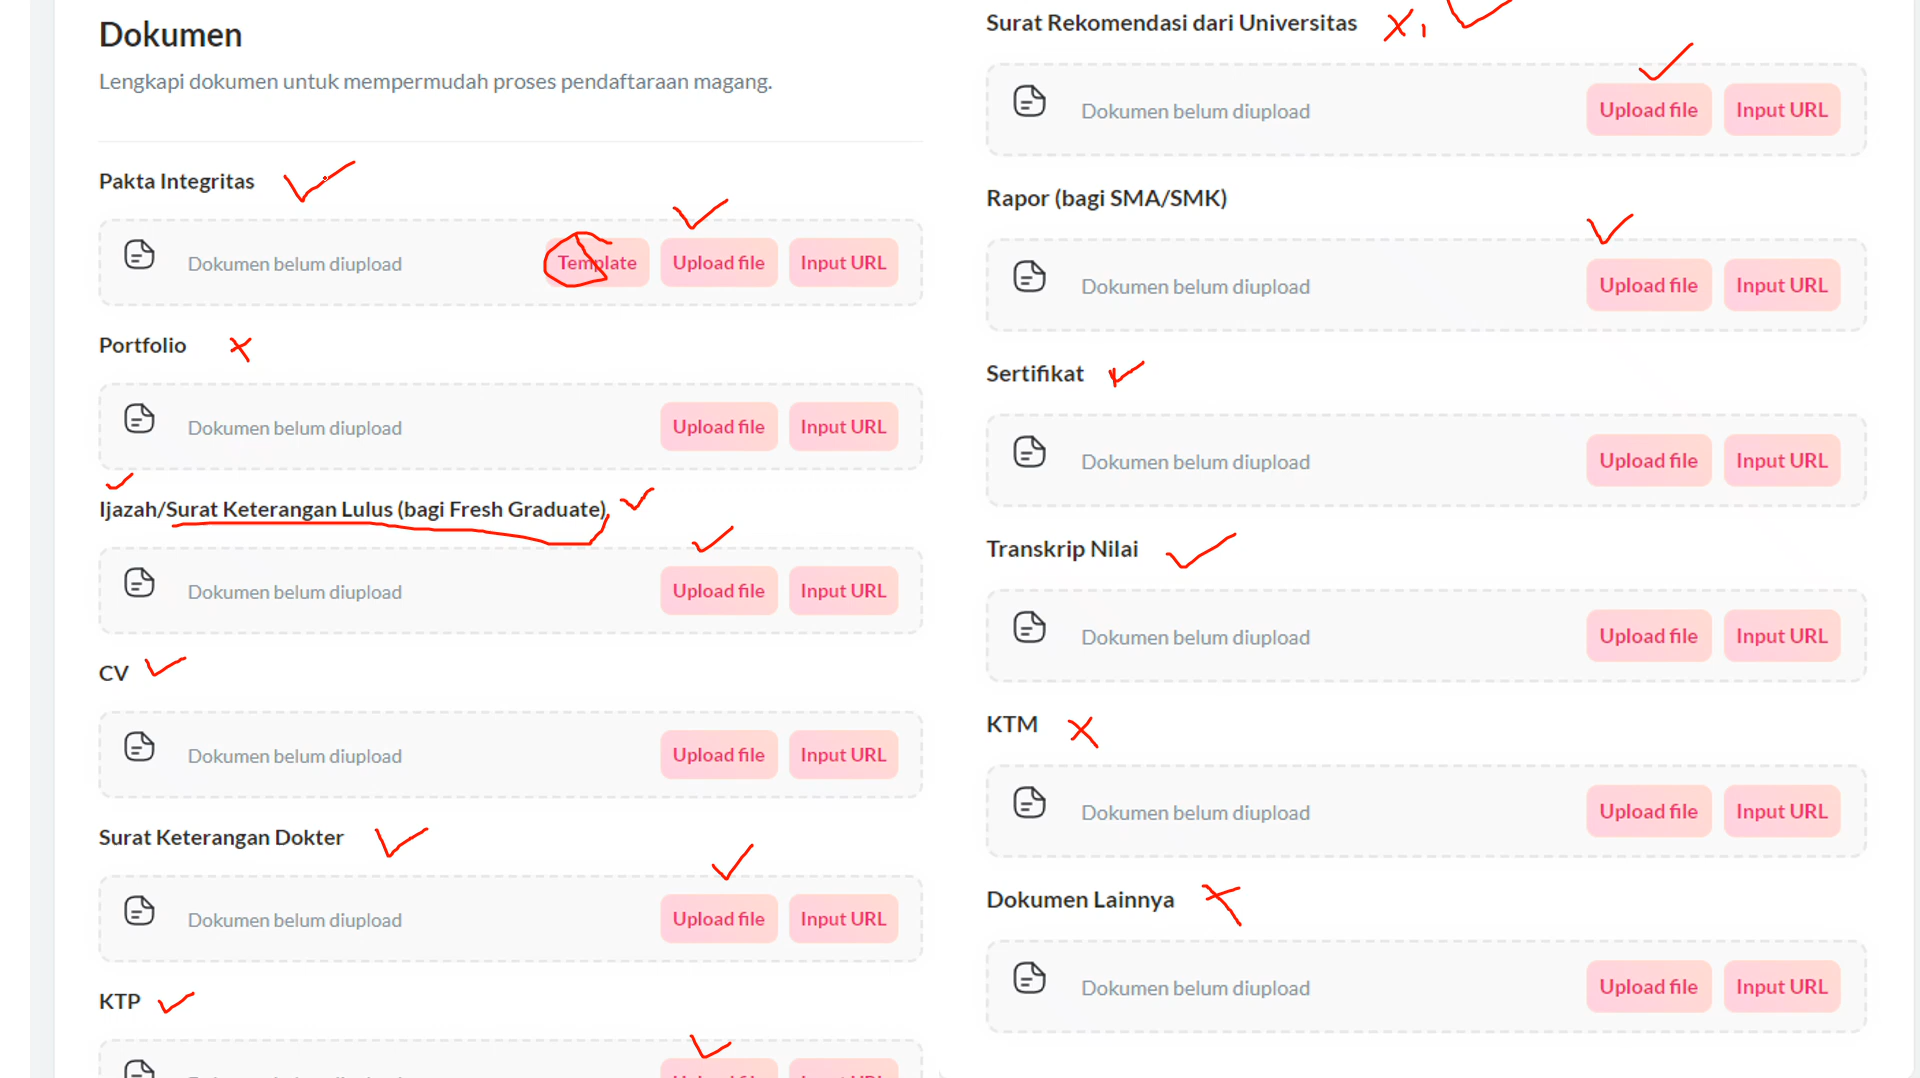 Dokumen
Lengkapi dokumen untuk mempermudah proses pendaftaraan magang.
Pakta Integritas
Dokumen belum diupload
Template
Upload file
Input URL
Portfolio
Dokumen belum diupload
Upload file
Input URL
Ijazah/Surat Keterangan Lulus (bagi Fresh Graduate)
Dokumen belum diupload
Upload file
Input URL
CV
Dokumen belum diupload
Upload file
Input URL
Surat Keterangan Dokter
Dokumen belum diupload
Upload file
Input URL
KTP
Surat Rekomendasi dari Universitas
Dokumen belum diupload
Upload file
Input URL
Rapor (bagi SMA/SMK)
Dokumen belum diupload
Upload file
Input URL
Sertifikat
Dokumen belum diupload
Upload file
Input URL
Transkrip Nilai
Dokumen belum diupload
Upload file
Input URL
KTM
Dokumen belum diupload
Upload file
Input URL
Dokumen Lainnya
Dokumen belum diupload
Upload file
Input URL